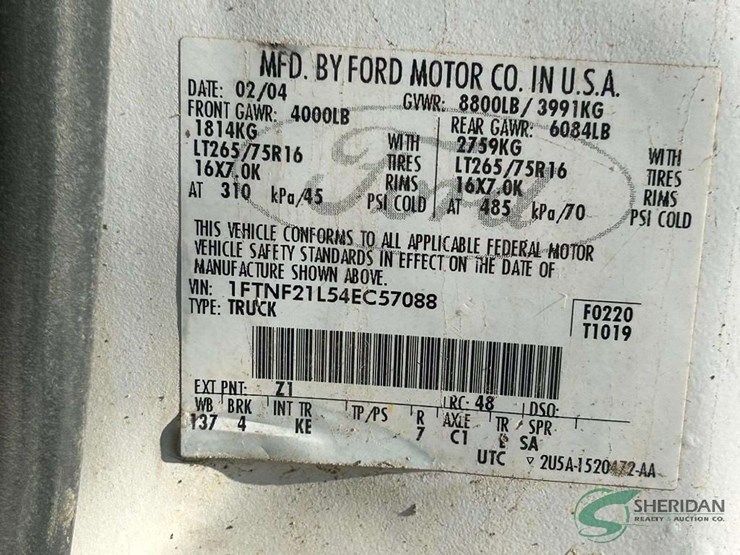 MFD. BY FORD MOTOR CO. IN U.S.A.
DATE: 02/04 GVWR: 8800LB/ 3991KG
FRONT GAWR: 4000LB REAR GAWR: 6084LB
1814KG WITH 2759KG WITH
LT265/75R16 TIRES LT265/75R16 TIRES
16X7.0K RIMS 16X7.0K RIMS
AT 310 kPa/45 PSI COLD AT 485 kPa/70 PSI COLD
Ford
THIS VEHICLE CONFORMS TO ALL APPLICABLE FEDERAL MOTOR
VEHICLE SAFETY STANDARDS IN EFFECT ON THE DATE OF
MANUFACTURE SHOWN ABOVE.
VIN: 1FTNF21L54EC57088 F0220
TYPE: TRUCK T1019
EXT PNT: Z1 RC: 48 DSO:
WB BRK INT TR TP/PS R AXLE TR SPR
137 4 KE 7 C1 SA
UTC ▽ 2U5A-1520472-AA
SHERIDAN
REALTY & AUCTION CO.